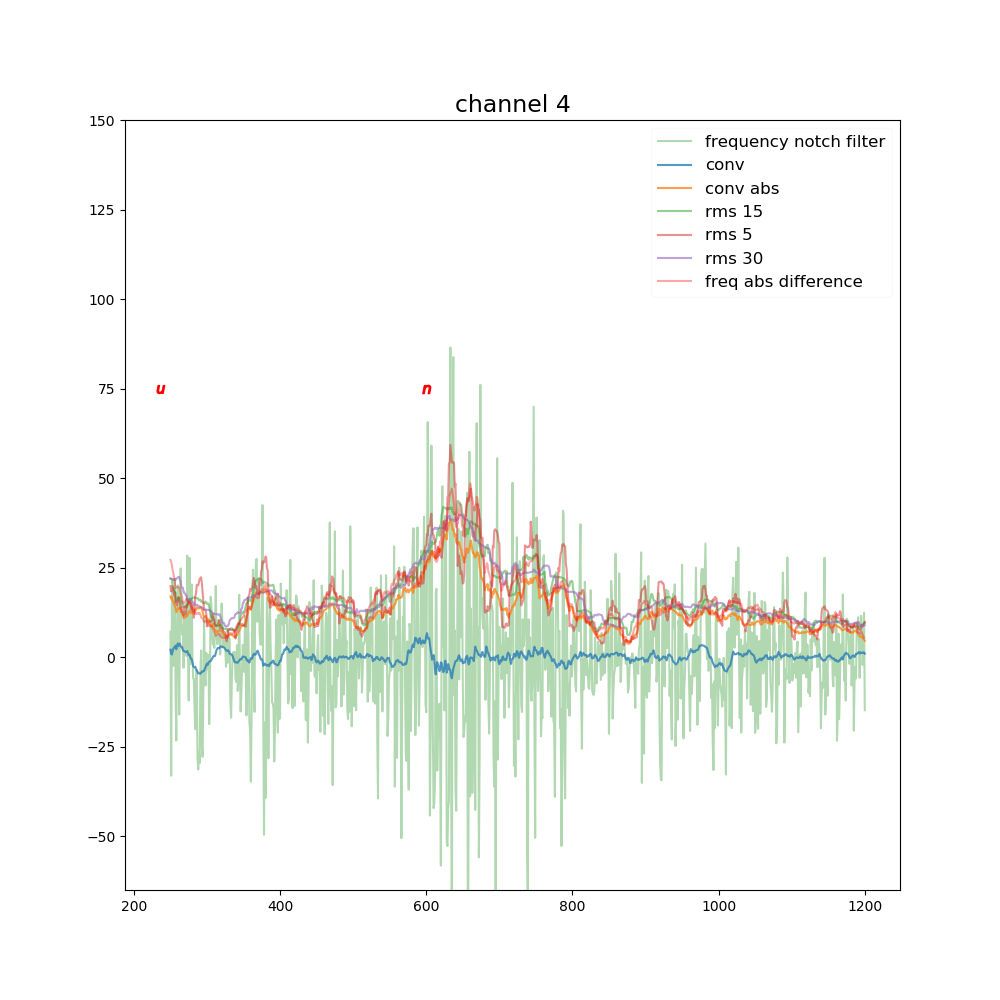 channel 4
150
125
100
75
50
25
0
−25
−50
frequency notch filter
conv
conv abs
rms 15
rms 5
rms 30
freq abs difference
u n
200 400 600 800 1000 1200